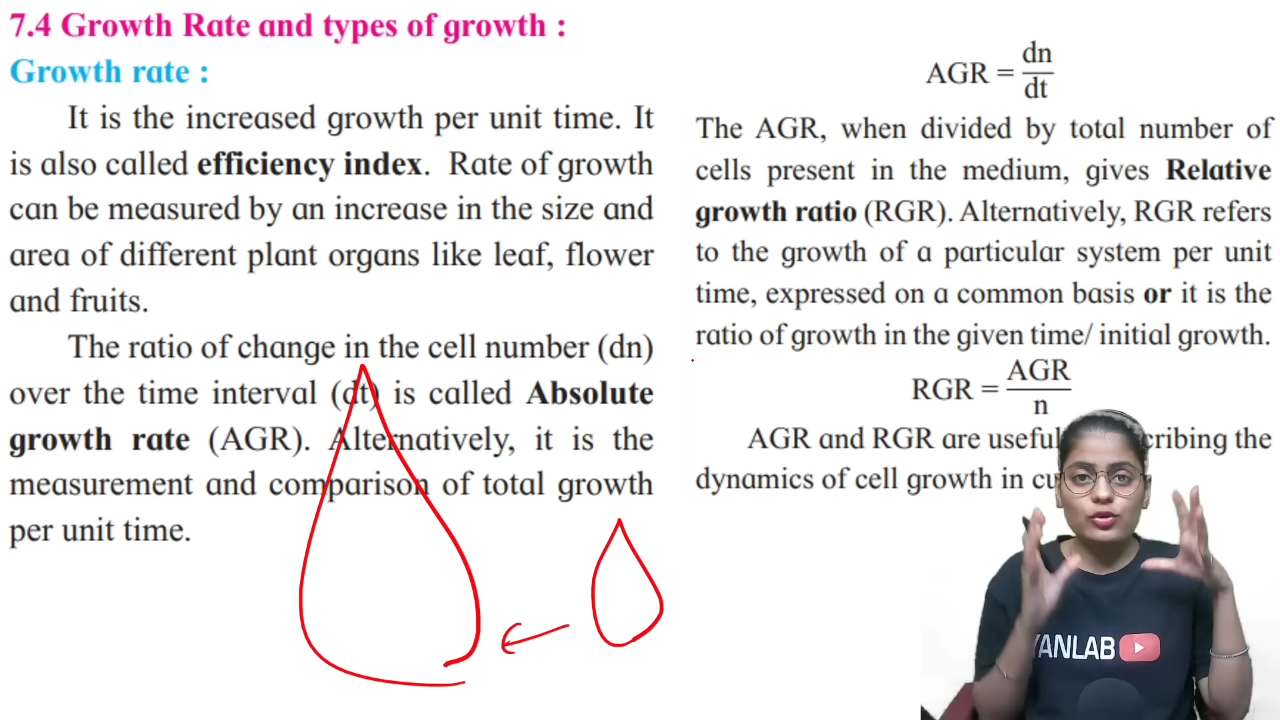 7.4 Growth Rate and types of growth :
Growth rate :
It is the increased growth per unit time. It
is also called efficiency index. Rate of growth
can be measured by an increase in the size and
area of different plant organs like leaf, flower
and fruits.
The ratio of change in the cell number (dn)
over the time interval (dt) is called Absolute
growth rate (AGR). Alternatively, it is the
measurement and comparison of total growth
per unit time.
AGR = dn
dt
The AGR, when divided by total number of
cells present in the medium, gives Relative
growth ratio (RGR). Alternatively, RGR refers
to the growth of a particular system per unit
time, expressed on a common basis or it is the
ratio of growth in the given time/ initial growth.
RGR = AGR
n
AGR and RGR are useful the
dynamics of cell growth in
YANLAB